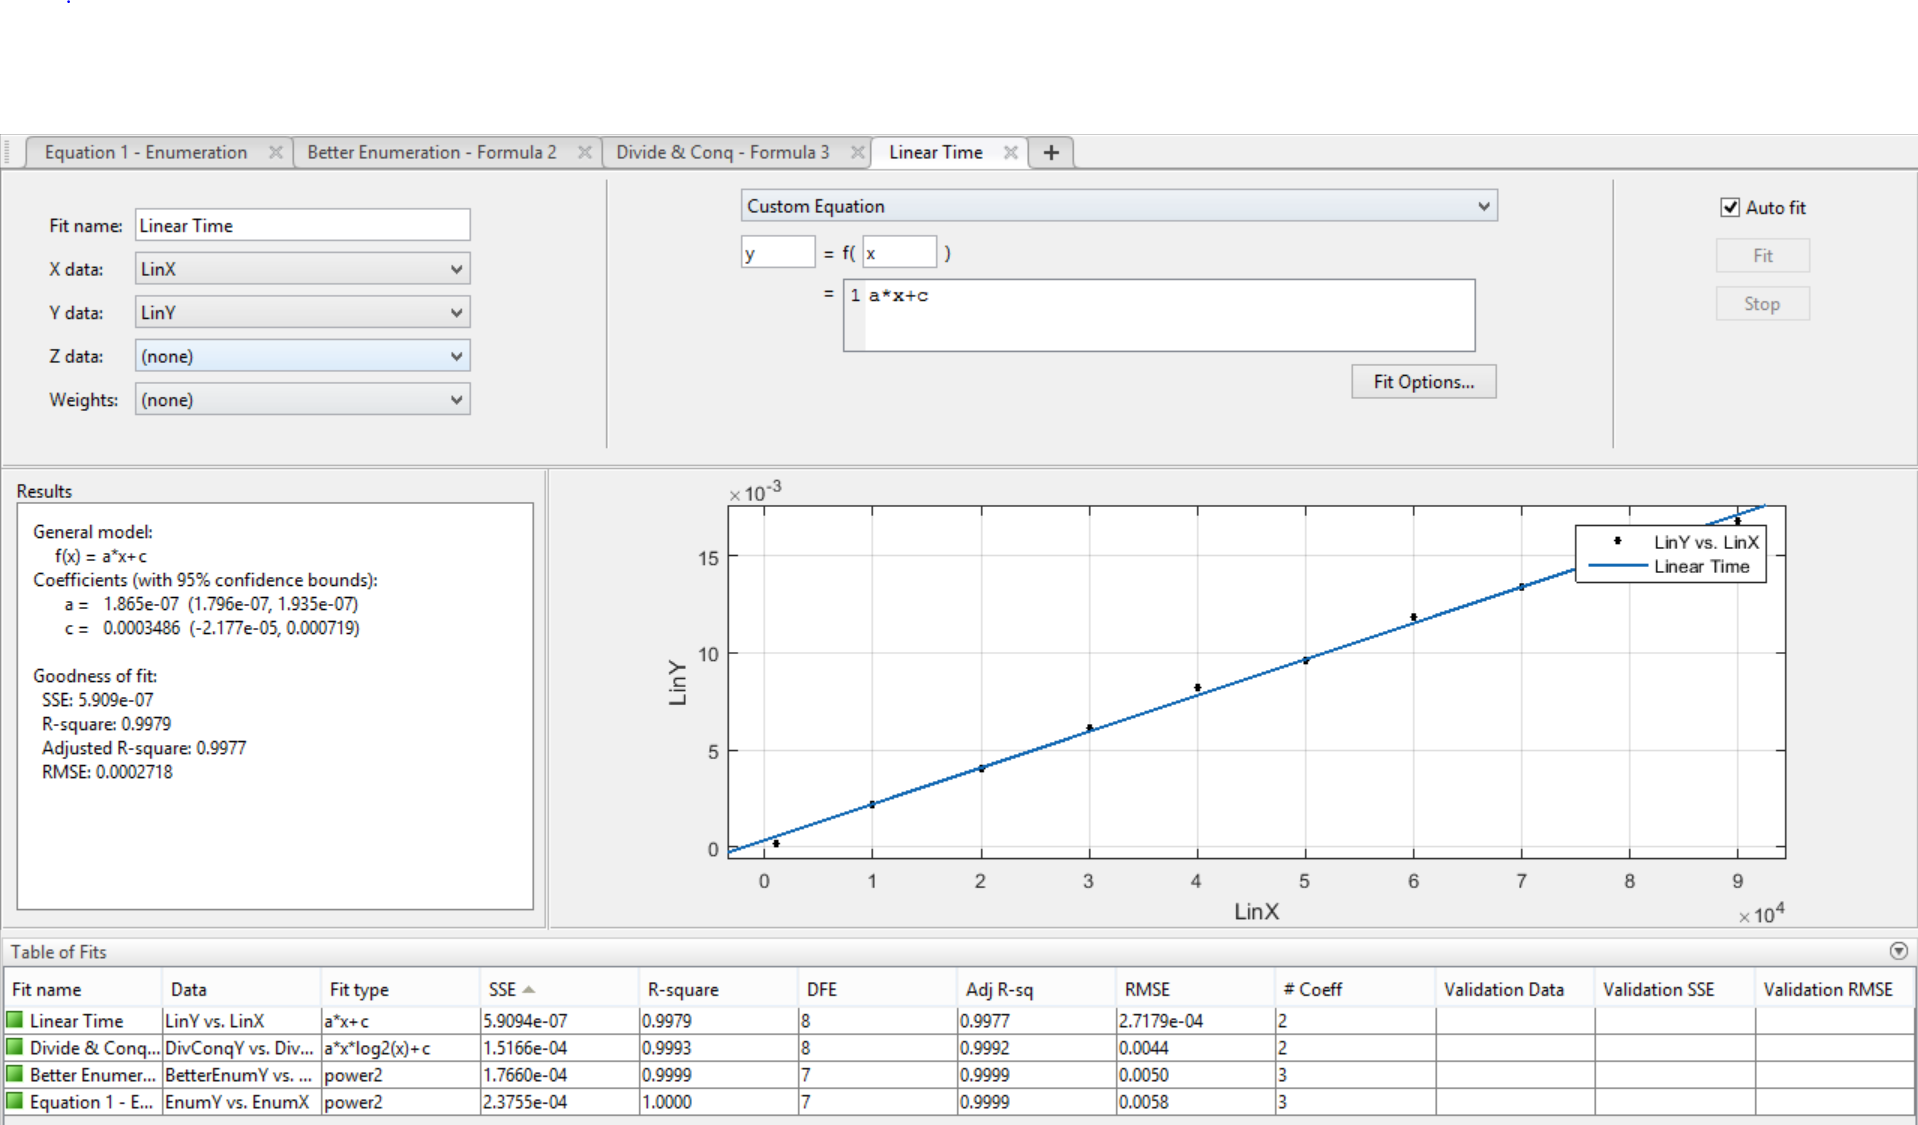 Equation 1 - Enumeration Better Enumeration - Formula 2 Divide & Conq - Formula 3 Linear Time +
Fit name: Linear Time
X data: LinX
Y data: LinY
Z data: (none)
Weights: (none)
Custom Equation
y = f( x )
= 1 a*x+c
Fit Options...
Auto fit
Fit
Stop
Results
General model:
f(x) = a*x+c
Coefficients (with 95% confidence bounds):
a = 1.865e-07 (1.796e-07, 1.935e-07)
c = 0.0003486 (-2.177e-05, 0.000719)
Goodness of fit:
SSE: 5.909e-07
R-square: 0.9979
Adjusted R-square: 0.9977
RMSE: 0.0002718
×10⁻³
15
10
5
0
LinY
LinY vs. LinX
Linear Time
0 1 2 3 4 5 6 7 8 9
LinX
×10⁴
Table of Fits
Fit name Data Fit type SSE R-square DFE Adj R-sq RMSE # Coeff Validation Data Validation SSE Validation RMSE
Linear Time LinY vs. LinX a*x+c 5.9094e-07 0.9979 8 0.9977 2.7179e-04 2
Divide & Conq... DivConqY vs. Div... a*x*log2(x)+c 1.5166e-04 0.9993 8 0.9992 0.0044 2
Better Enumer... BetterEnumY vs. ... power2 1.7660e-04 0.9999 7 0.9999 0.0050 3
Equation 1 - E... EnumY vs. EnumX power2 2.3755e-04 1.0000 7 0.9999 0.0058 3